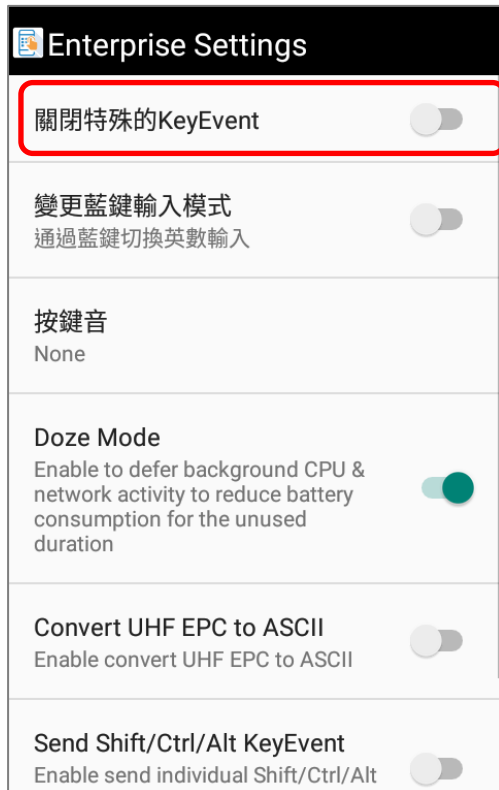 Enterprise Settings
關閉特殊的KeyEvent
變更藍鍵輸入模式
通過藍鍵切換英數輸入
按鍵音
None
Doze Mode
Enable to defer background CPU &
network activity to reduce battery
consumption for the unused
duration
Convert UHF EPC to ASCII
Enable convert UHF EPC to ASCII
Send Shift/Ctrl/Alt KeyEvent
Enable send individual Shift/Ctrl/Alt